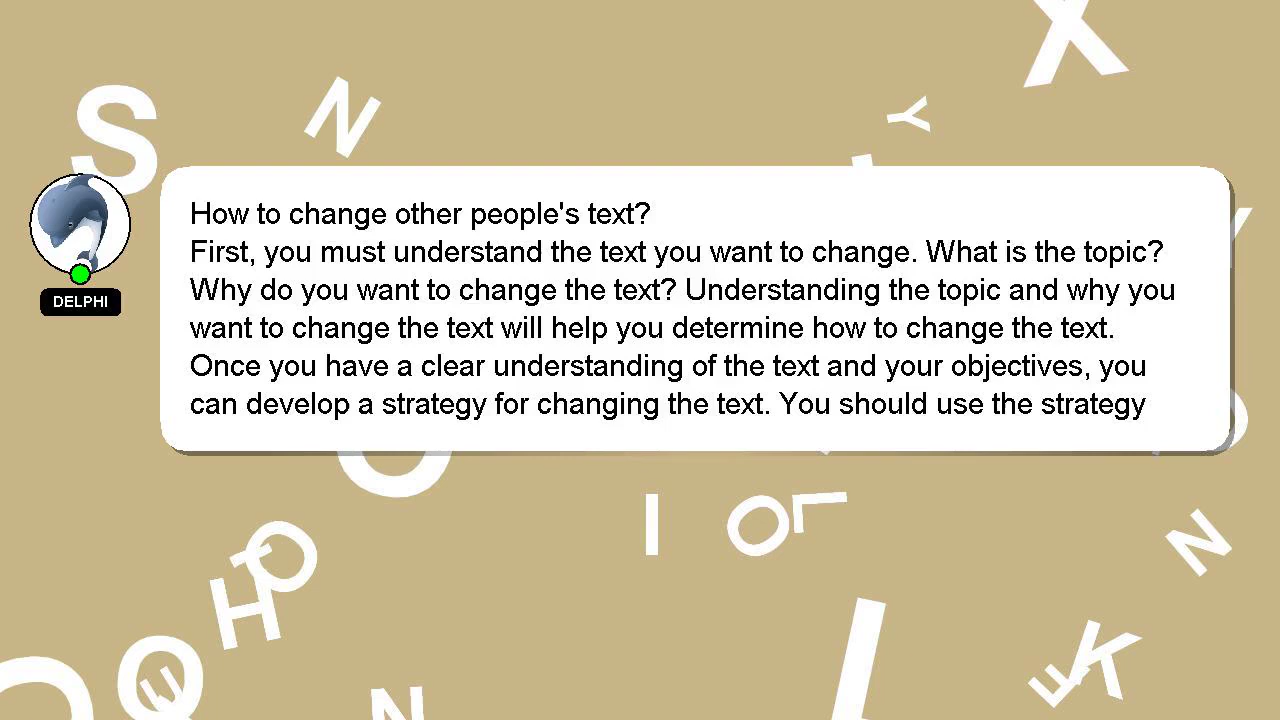 How to change other people's text?
First, you must understand the text you want to change. What is the topic?
Why do you want to change the text? Understanding the topic and why you
want to change the text will help you determine how to change the text.
Once you have a clear understanding of the text and your objectives, you
can develop a strategy for changing the text. You should use the strategy
DELPHI
S
N
Y
X
I
O
L
N
O
T
H
O
E
N
K
E